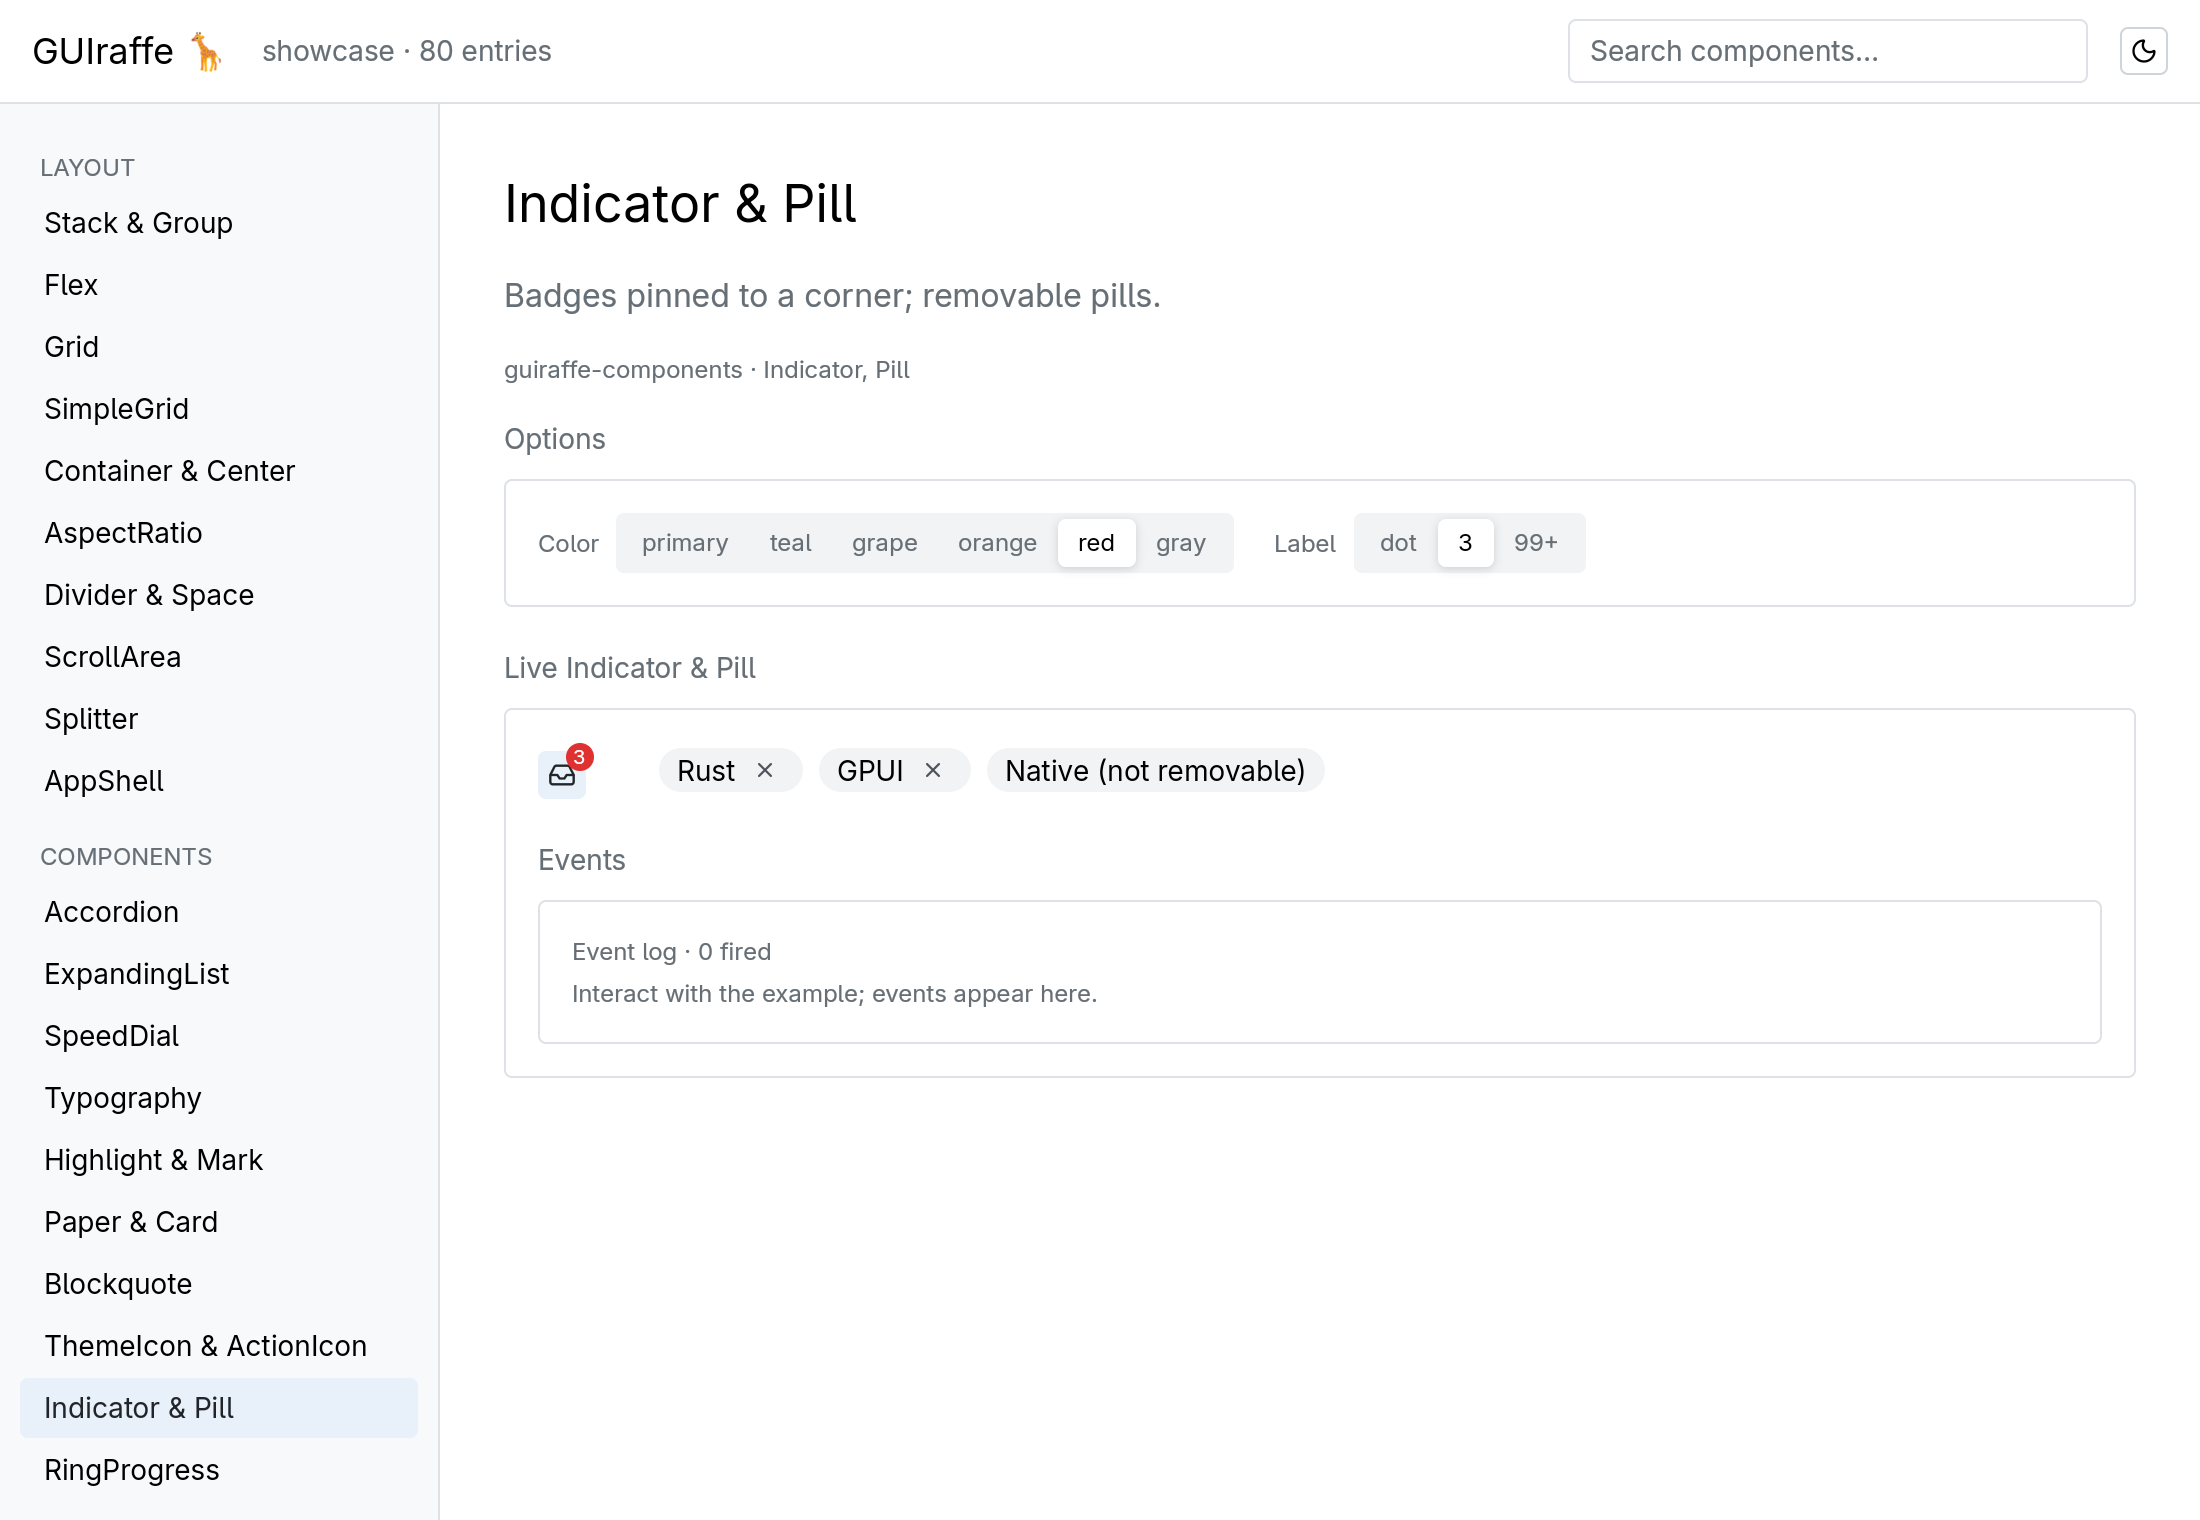 GUIraffe 🦒 showcase · 80 entries Search components...
LAYOUT
Stack & Group
Flex
Grid
SimpleGrid
Container & Center
AspectRatio
Divider & Space
ScrollArea
Splitter
AppShell
COMPONENTS
Accordion
ExpandingList
SpeedDial
Typography
Highlight & Mark
Paper & Card
Blockquote
ThemeIcon & ActionIcon
Indicator & Pill
RingProgress
Indicator & Pill
Badges pinned to a corner; removable pills.
guiraffe-components · Indicator, Pill
Options
Color primary teal grape orange red gray Label dot 3 99+
Live Indicator & Pill
3 Rust GPUI Native (not removable)
Events
Event log · 0 fired
Interact with the example; events appear here.